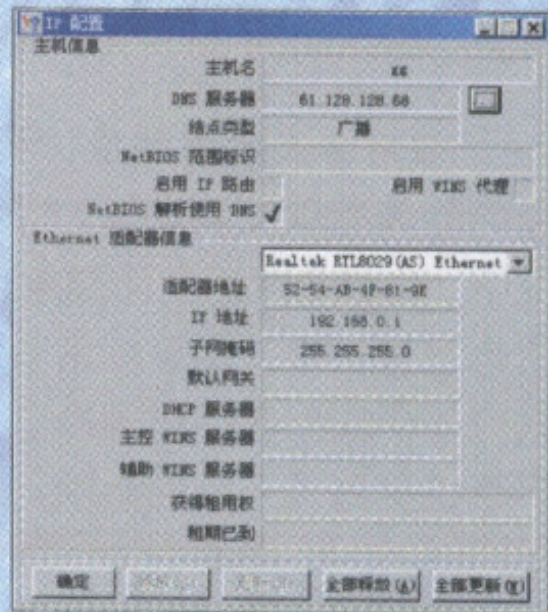 IP 配置
主机信息
主机名
DNS 服务器 61.128.128.68
结点类型 广播
NetBIOS 范围标识
启用 IP 路由 启用 WINS 代理
NetBIOS 解析使用 DNS
Ethernet 适配器信息
Realtek RTL8029(AS) Ethernet
适配器地址 52-54-AB-4F-81-9E
IP 地址 192.168.0.1
子网掩码 255.255.255.0
默认网关
DHCP 服务器
主控 WINS 服务器
辅助 WINS 服务器
获得租用权
租期已到
确定 全部释放(A) 全部更新(W)